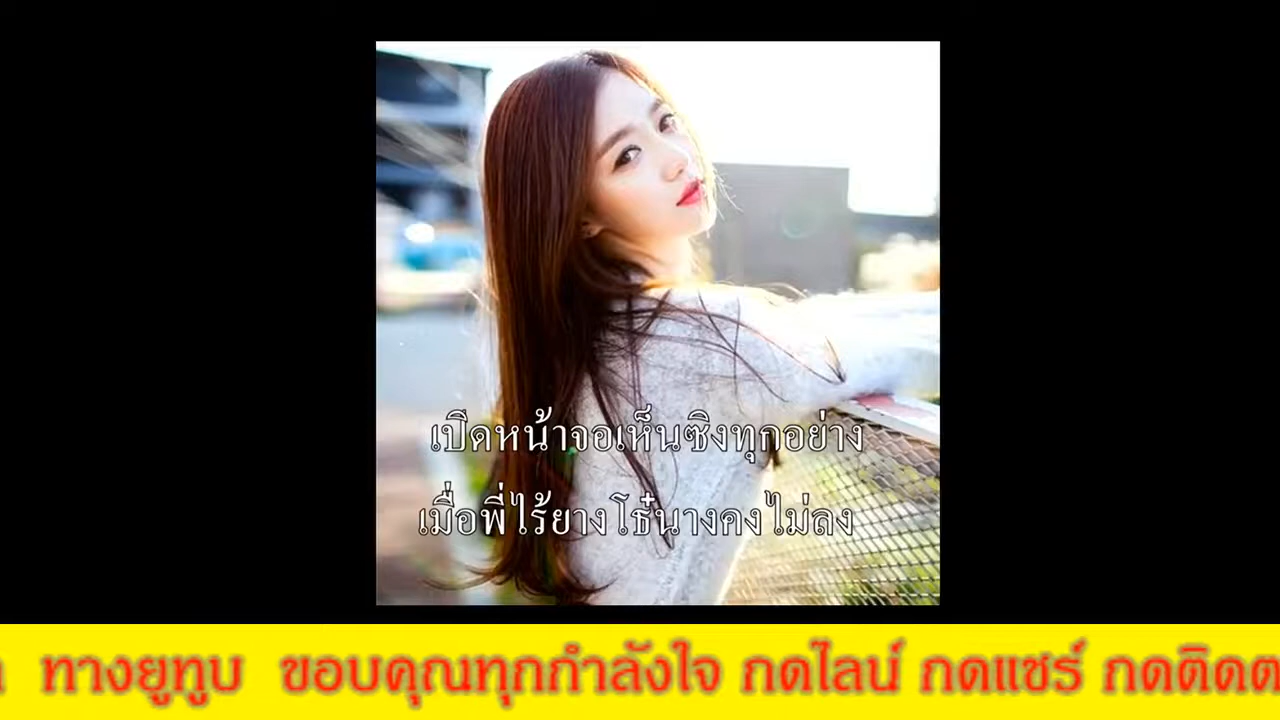 เปิดหน้าจอเห็นซิงทุกอย่าง
เมื่อพี่ไร้ยางโธ๋นางคงไม่ลง
ทางยูทูบ ขอบคุณทุกกำลังใจ กดไลน์ กดแชร์ กดติดต